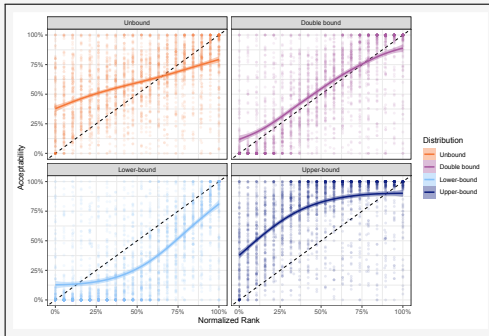 Unbound
Double bound
100%
75%
50%
25%
0%
Lower-bound
Upper-bound
100%
75%
50%
25%
0%
0%
25%
50%
75%
100%
0%
25%
50%
75%
100%
Acceptability
Normalized Rank
Distribution
Unbound
Double bound
Lower-bound
Upper-bound